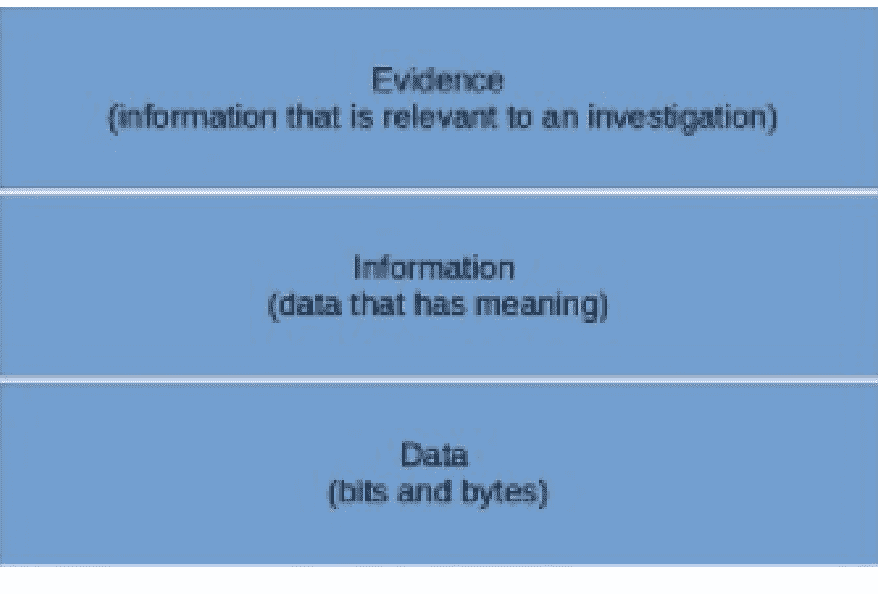 Evidence
(information that is relevant to an investigation)
Information
(data that has meaning)
Data
(bits and bytes)